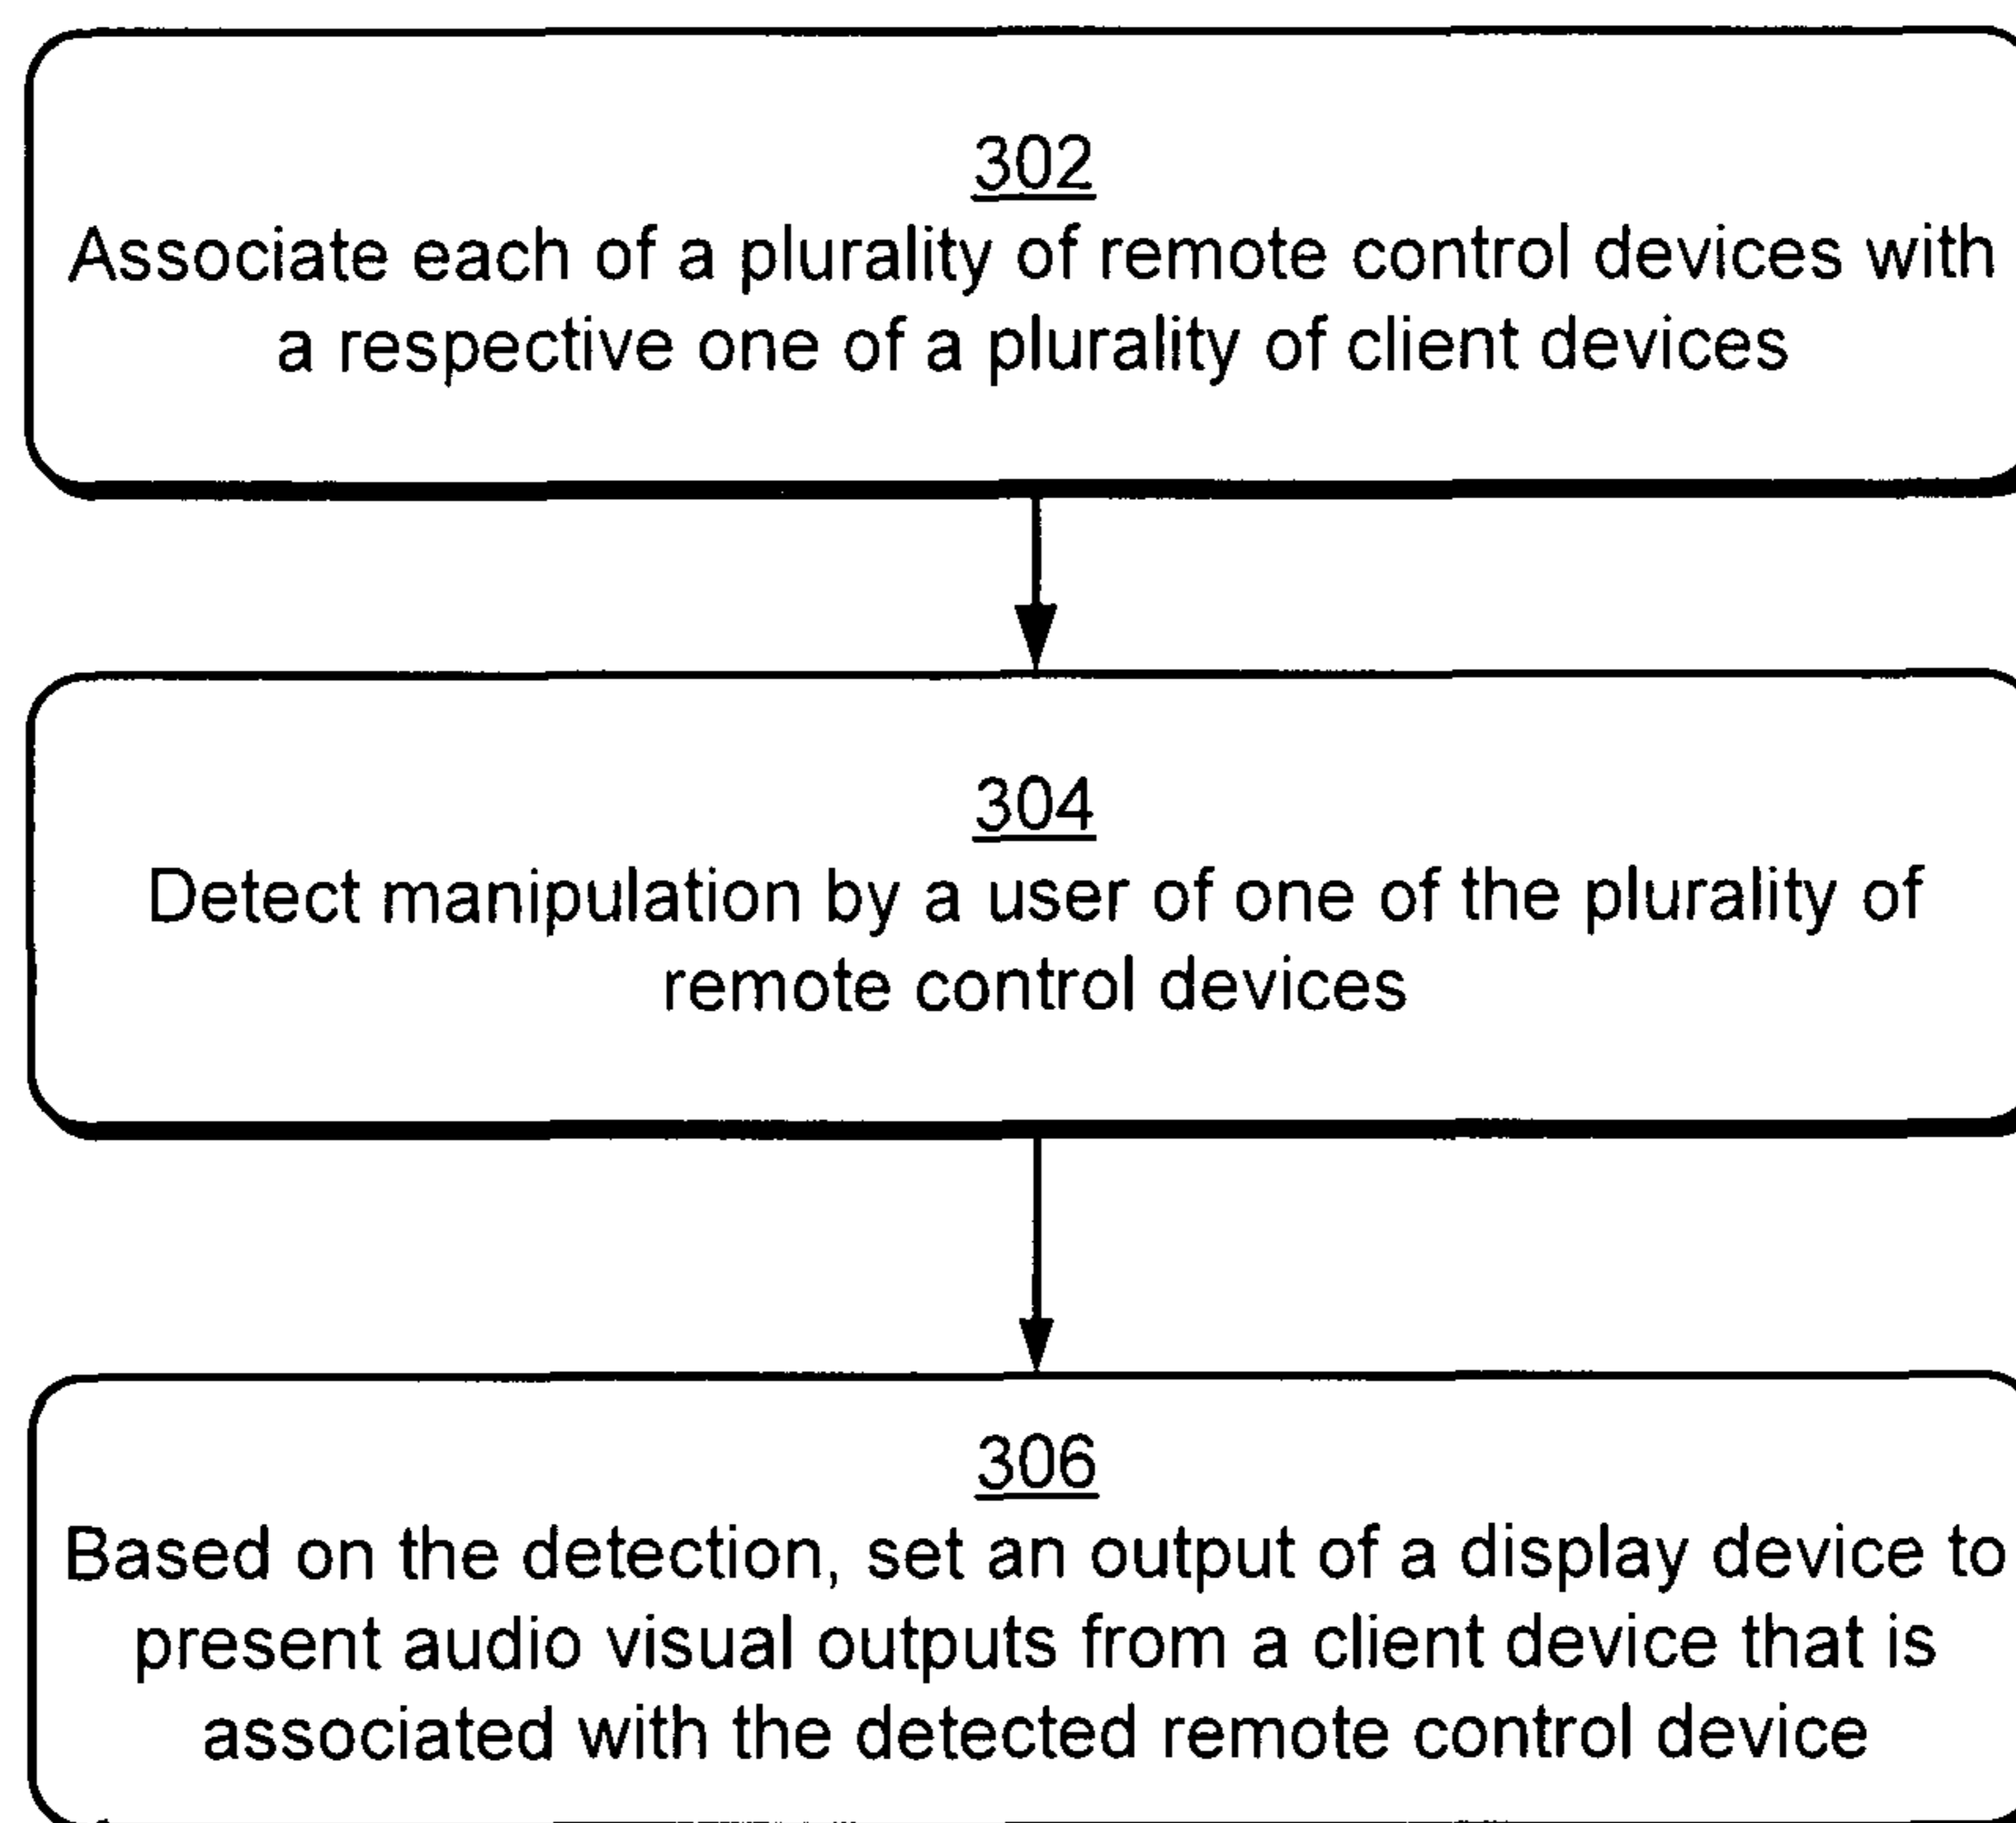 302
Associate each of a plurality of remote control devices with
a respective one of a plurality of client devices
304
Detect manipulation by a user of one of the plurality of
remote control devices
306
Based on the detection, set an output of a display device to
present audio visual outputs from a client device that is
associated with the detected remote control device